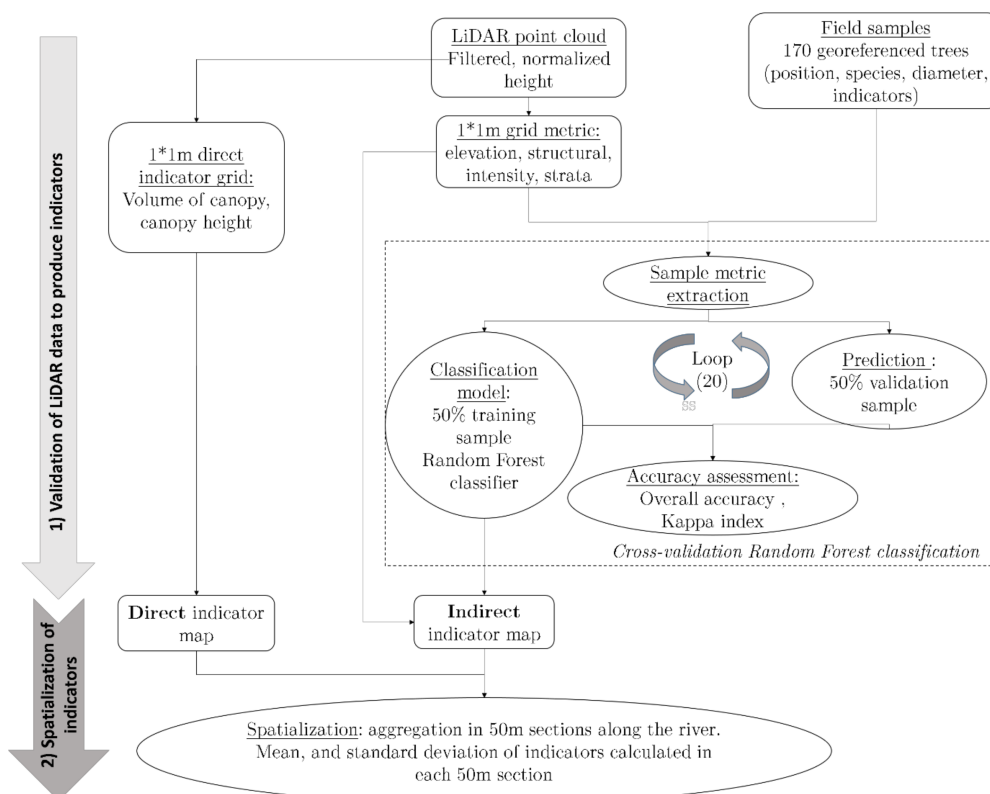 LiDAR point cloud
Filtered, normalized
height
Field samples
170 georeferenced trees
(position, species, diameter,
indicators)
1*1m direct
indicator grid:
Volume of canopy,
canopy height
1*1m grid metric:
elevation, structural,
intensity, strata
Sample metric
extraction
Classification
model:
50% training
sample
Random Forest
classifier
Loop
(20)
ss
Prediction :
50% validation
sample
Accuracy assessment:
Overall accuracy ,
Kappa index
Cross-validation Random Forest classification
1) Validation of LiDAR data to produce indicators
Direct indicator
map
Indirect
indicator map
2) Spatialization of
indicators
Spatialization: aggregation in 50m sections along the river.
Mean, and standard deviation of indicators calculated in
each 50m section